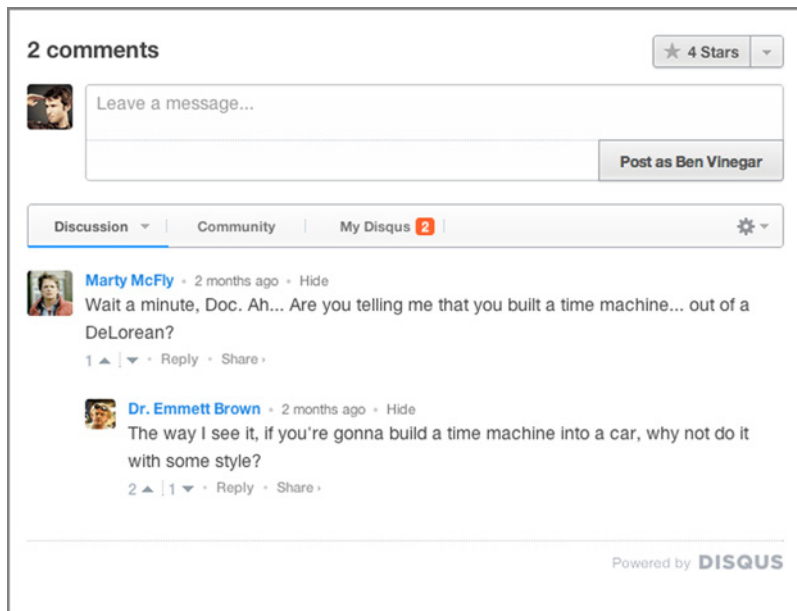 2 comments
4 Stars
Leave a message...
Post as Ben Vinegar
Discussion Community My Disqus 2
Marty McFly • 2 months ago • Hide
Wait a minute, Doc. Ah... Are you telling me that you built a time machine... out of a
DeLorean?
1 • Reply • Share ›
Dr. Emmett Brown • 2 months ago • Hide
The way I see it, if you're gonna build a time machine into a car, why not do it
with some style?
2 1 • Reply • Share ›
Powered by DISQUS